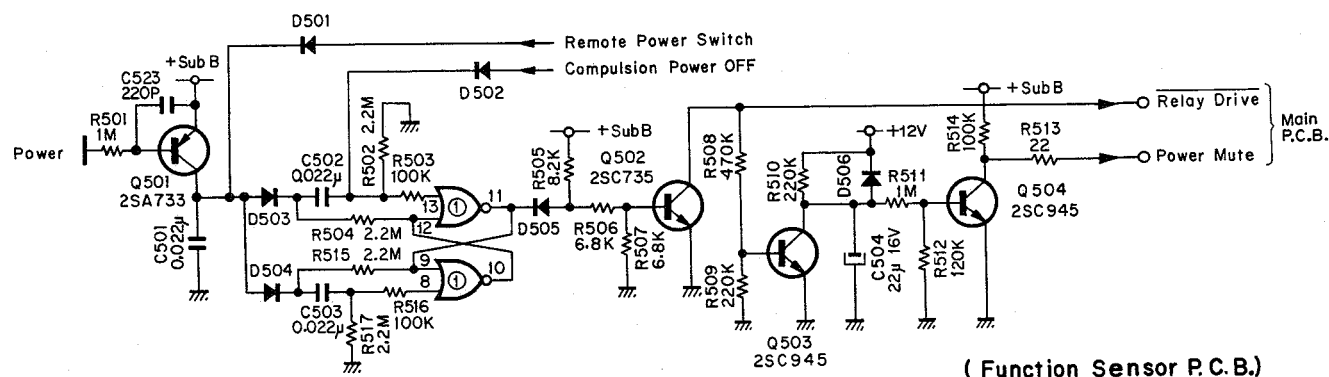 D501
Remote Power Switch
Compulsion Power OFF
D502
+Sub B
C523
220P
R501
1M
Power
Q501
2SA733
C501
0.022μ
D503
C502
0.022μ
R502 2.2M
R503
100K
13
12
11
1
R504 2.2M
R515 2.2M
D504
9
8
10
1
C503
0.022μ
R516
100K
R517
2.2M
D505
+Sub B
R505
8.2K
R506
6.8K
R507
6.8K
Q502
2SC735
R508
470K
R509
220K
Q503
2SC945
+12V
R510
220K
D506
C504
22μ 16V
R511
1M
R512
120K
Q504
2SC945
+Sub B
R514
100K
R513
22
Relay Drive
Power Mute
Main
P.C.B.
(Function Sensor P.C.B.)